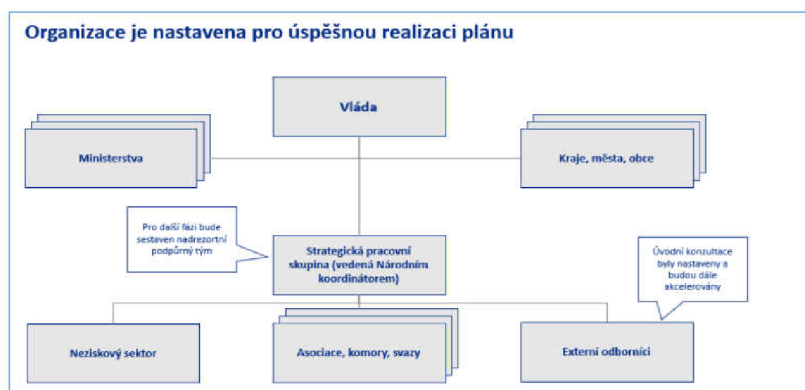 Organizace je nastavena pro úspěšnou realizaci plánu
Vláda
Ministerstva
Kraje, města, obce
Pro další fázi bude
sestaven nadrezortní
podpůrný tým
Strategická pracovní
skupina (vedená Národním
koordinátorem)
Úvodní konzultace
byly nastaveny a
budou dále
akcelerovány
Neziskový sektor
Asociace, komory, svazy
Externí odborníci